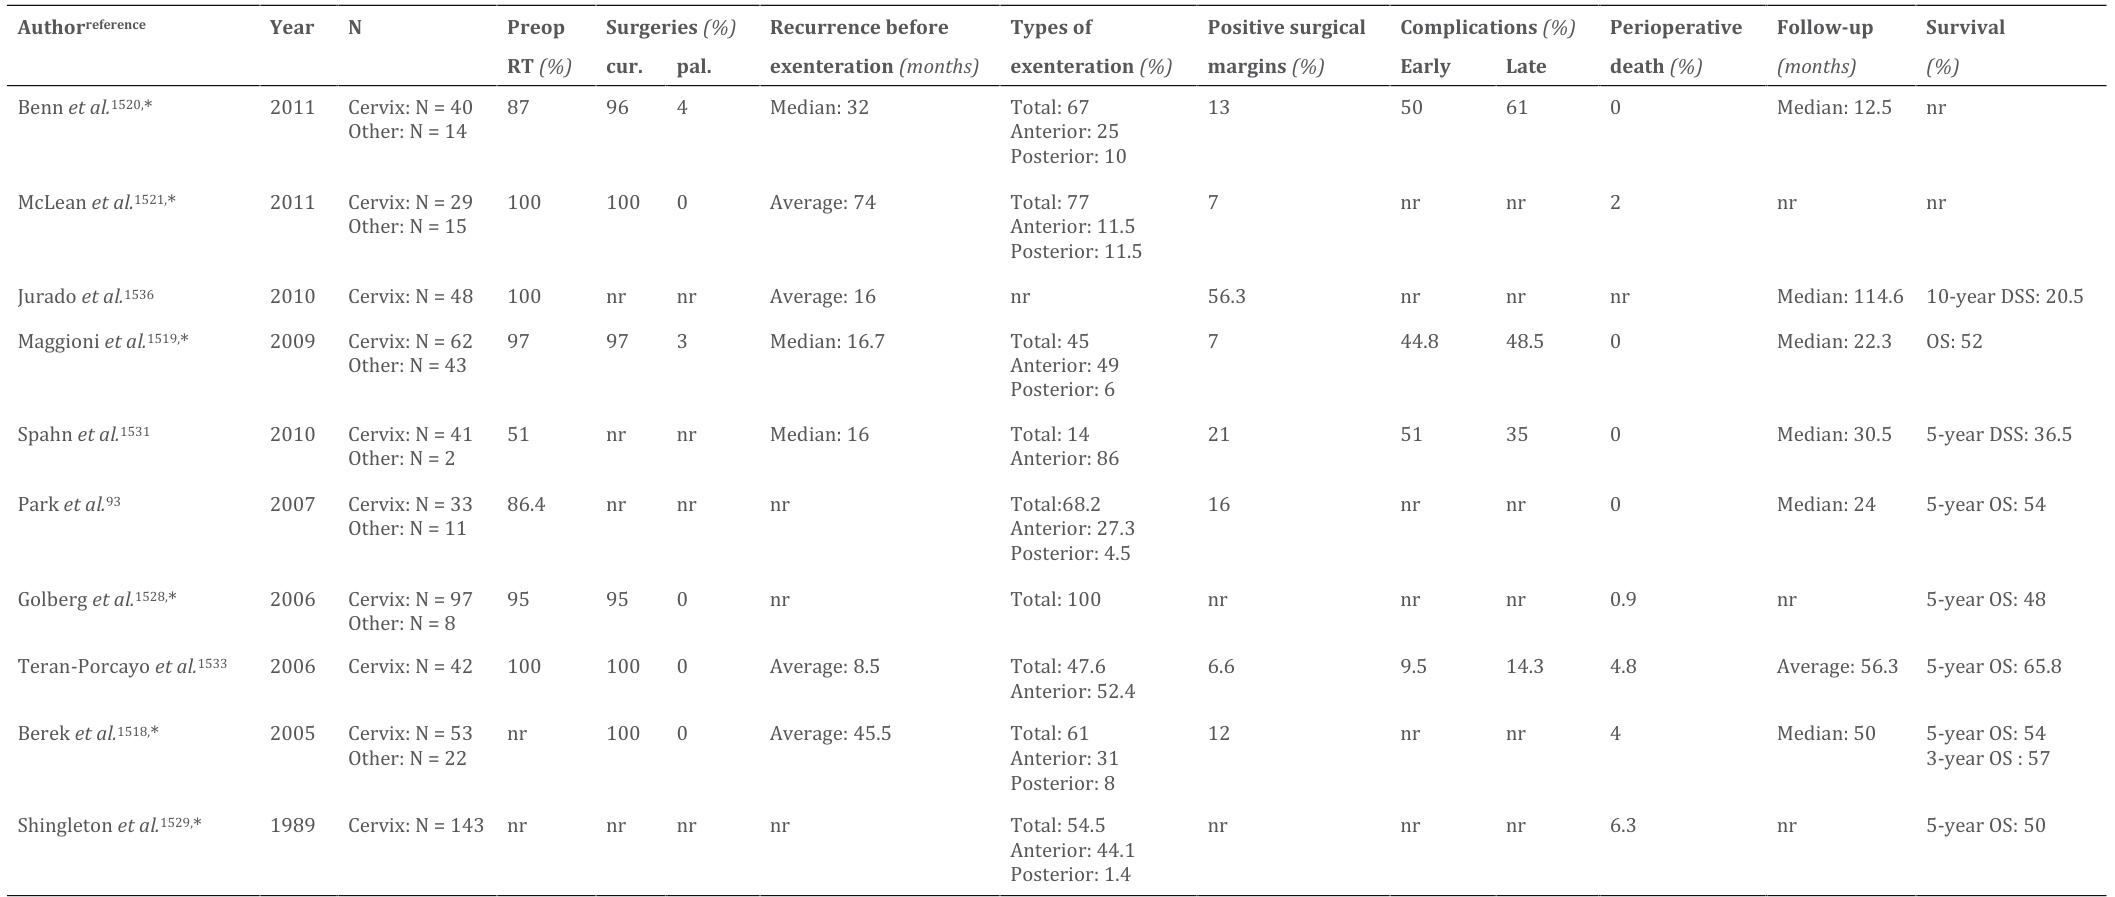 Authorreference Year N Preop Surgeries (%) Recurrence before Types of Positive surgical Complications (%) Perioperative Follow-up Survival
RT (%) cur. pal. exenteration (months) exenteration (%) margins (%) Early Late death (%) (months) (%)
Benn et al.1520,* 2011 Cervix: N = 40 87 96 4 Median: 32 Total: 67 13 50 61 0 Median: 12.5 nr
Other: N = 14 Anterior: 25
Posterior: 10
McLean et al.1521,* 2011 Cervix: N = 29 100 100 0 Average: 74 Total: 77 7 nr nr 2 nr nr
Other: N = 15 Anterior: 11.5
Posterior: 11.5
Jurado et al.1536 2010 Cervix: N = 48 100 nr nr Average: 16 nr 56.3 nr nr nr Median: 114.6 10-year DSS: 20.5
Maggioni et al.1519,* 2009 Cervix: N = 62 97 97 3 Median: 16.7 Total: 45 7 44.8 48.5 0 Median: 22.3 OS: 52
Other: N = 43 Anterior: 49
Posterior: 6
Spahn et al.1531 2010 Cervix: N = 41 51 nr nr Median: 16 Total: 14 21 51 35 0 Median: 30.5 5-year DSS: 36.5
Other: N = 2 Anterior: 86
Park et al.93 2007 Cervix: N = 33 86.4 nr nr nr Total:68.2 16 nr nr 0 Median: 24 5-year OS: 54
Other: N = 11 Anterior: 27.3
Posterior: 4.5
Golberg et al.1528,* 2006 Cervix: N = 97 95 95 0 nr Total: 100 nr nr nr 0.9 nr 5-year OS: 48
Other: N = 8
Teran-Porcayo et al.1533 2006 Cervix: N = 42 100 100 0 Average: 8.5 Total: 47.6 6.6 9.5 14.3 4.8 Average: 56.3 5-year OS: 65.8
Anterior: 52.4
Berek et al.1518,* 2005 Cervix: N = 53 nr 100 0 Average: 45.5 Total: 61 12 nr nr 4 Median: 50 5-year OS: 54
Other: N = 22 Anterior: 31 3-year OS : 57
Posterior: 8
Shingleton et al.1529,* 1989 Cervix: N = 143 nr nr nr nr Total: 54.5 nr nr nr 6.3 nr 5-year OS: 50
Anterior: 44.1
Posterior: 1.4